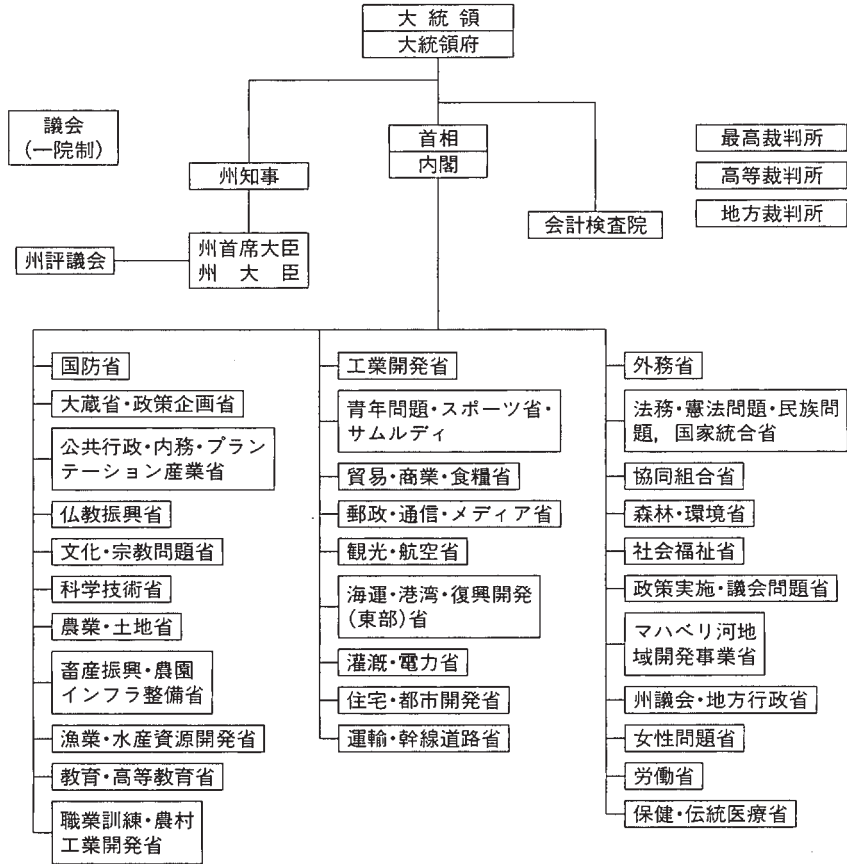 大統領
大統領府
議会
(一院制)
首相
内閣
最高裁判所
高等裁判所
地方裁判所
州知事
会計検査院
州評議会
州首席大臣
州大臣
国防省
大蔵省・政策企画省
公共行政・内務・プラン
テーション産業省
仏教振興省
文化・宗教問題省
科学技術省
農業・土地省
畜産振興・農園
インフラ整備省
漁業・水産資源開発省
教育・高等教育省
職業訓練・農村
工業開発省
工業開発省
青年問題・スポーツ省・
サムルディ
貿易・商業・食糧省
郵政・通信・メディア省
観光・航空省
海運・港湾・復興開発
(東部)省
灌漑・電力省
住宅・都市開発省
運輸・幹線道路省
外務省
法務・憲法問題・民族問
題，国家統合省
協同組合省
森林・環境省
社会福祉省
政策実施・議会問題省
マハベリ河地
域開発事業省
州議会・地方行政省
女性問題省
労働省
保健・伝統医療省